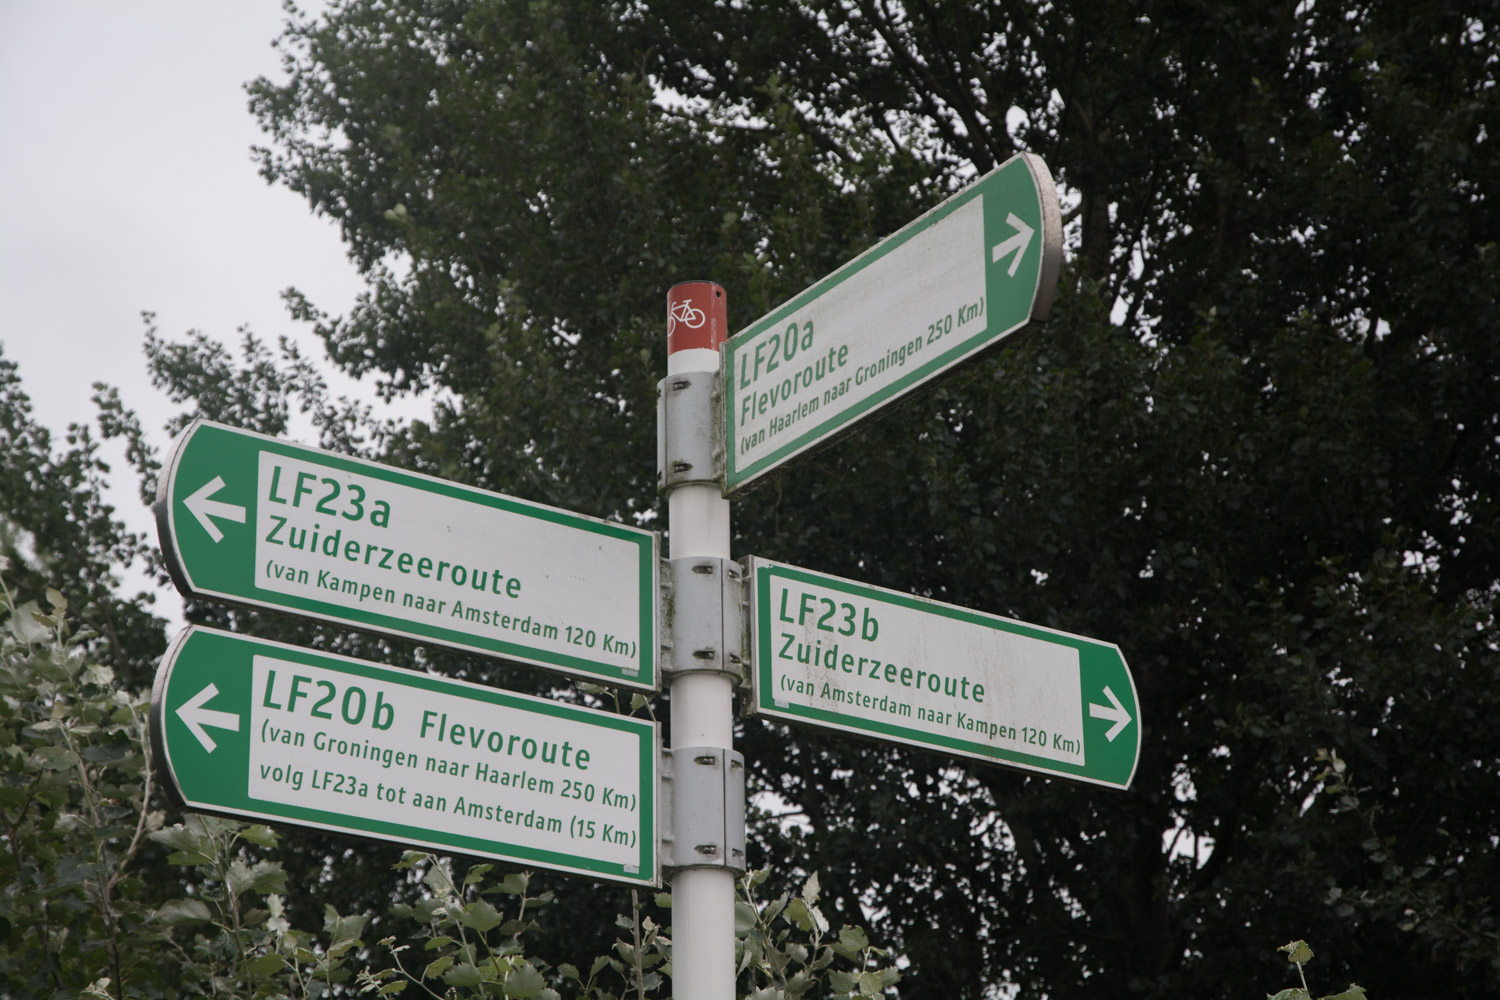 LF20a
Flevoroute
(van Haarlem naar Groningen 250 Km)
LF23a
Zuiderzeeroute
(van Kampen naar Amsterdam 120 Km)
LF23b
Zuiderzeeroute
(van Amsterdam naar Kampen 120 Km)
LF20b Flevoroute
(van Groningen naar Haarlem 250 Km)
volg LF23a tot aan Amsterdam (15 Km)